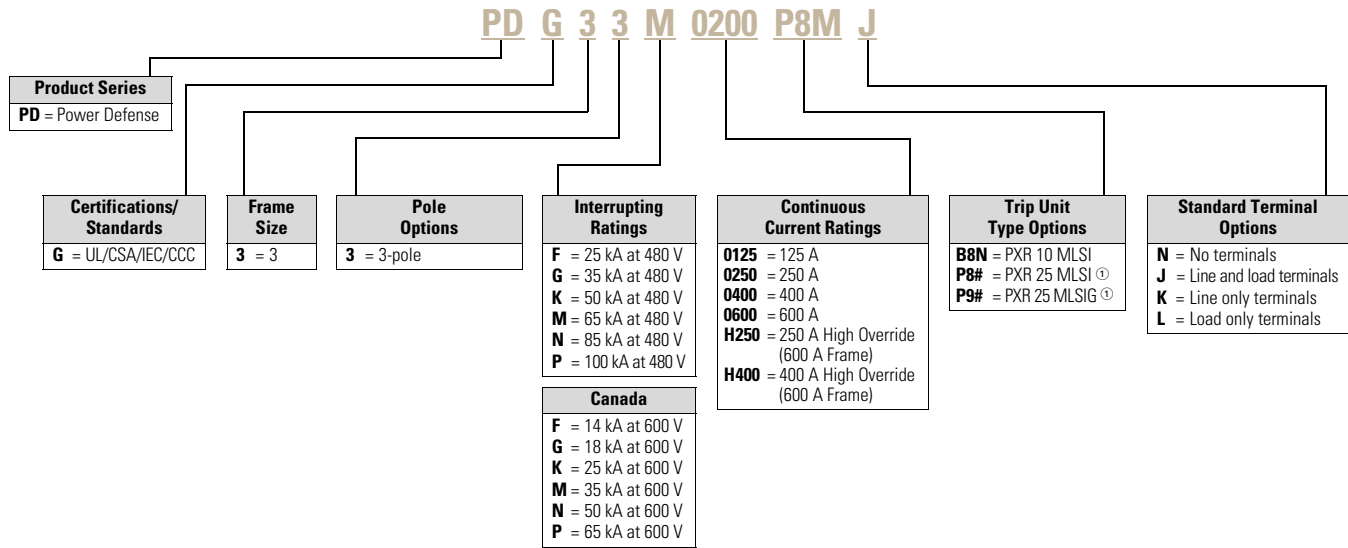 PD G 3 3 M 0200 P8M J
Product Series
PD = Power Defense
Certifications/
Standards
G = UL/CSA/IEC/CCC
Frame
Size
3 = 3
Pole
Options
3 = 3-pole
Interrupting
Ratings
F = 25 kA at 480 V
G = 35 kA at 480 V
K = 50 kA at 480 V
M = 65 kA at 480 V
N = 85 kA at 480 V
P = 100 kA at 480 V
Canada
F = 14 kA at 600 V
G = 18 kA at 600 V
K = 25 kA at 600 V
M = 35 kA at 600 V
N = 50 kA at 600 V
P = 65 kA at 600 V
Continuous
Current Ratings
0125 = 125 A
0250 = 250 A
0400 = 400 A
0600 = 600 A
H250 = 250 A High Override
(600 A Frame)
H400 = 400 A High Override
(600 A Frame)
Trip Unit
Type Options
B8N = PXR 10 MLSI
P8# = PXR 25 MLSI ①
P9# = PXR 25 MLSIG ①
Standard Terminal
Options
N = No terminals
J = Line and load terminals
K = Line only terminals
L = Load only terminals